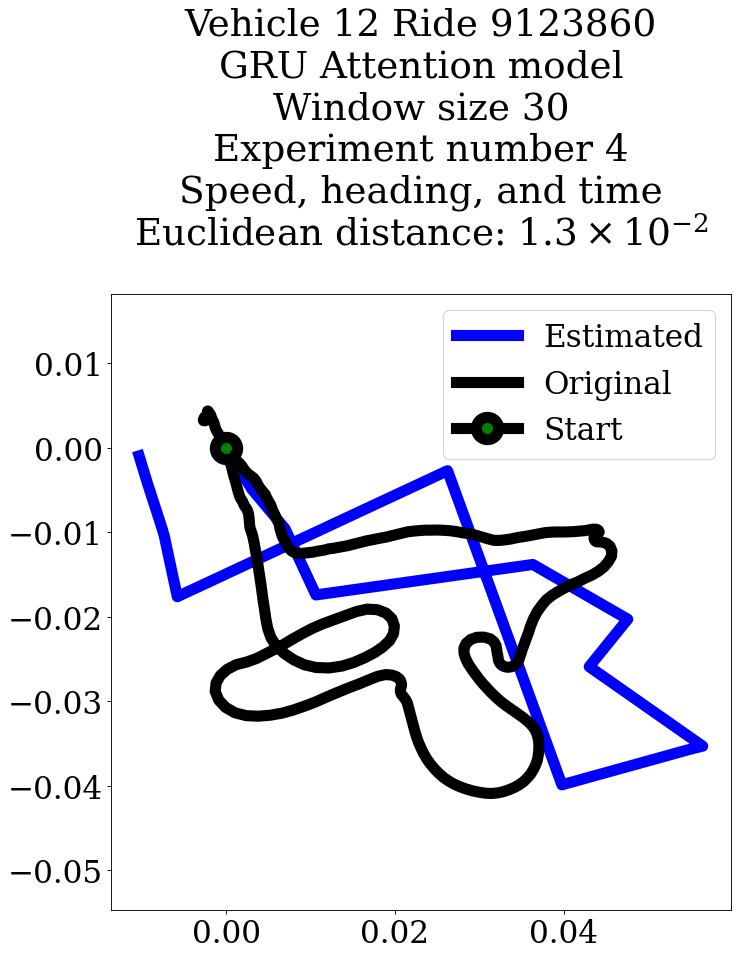 Vehicle 12 Ride 9123860
GRU Attention model
Window size 30
Experiment number 4
Speed, heading, and time
Euclidean distance: 1.3 × 10⁻²
Estimated
Original
Start
0.01
0.00
−0.01
−0.02
−0.03
−0.04
−0.05
0.00 0.02 0.04